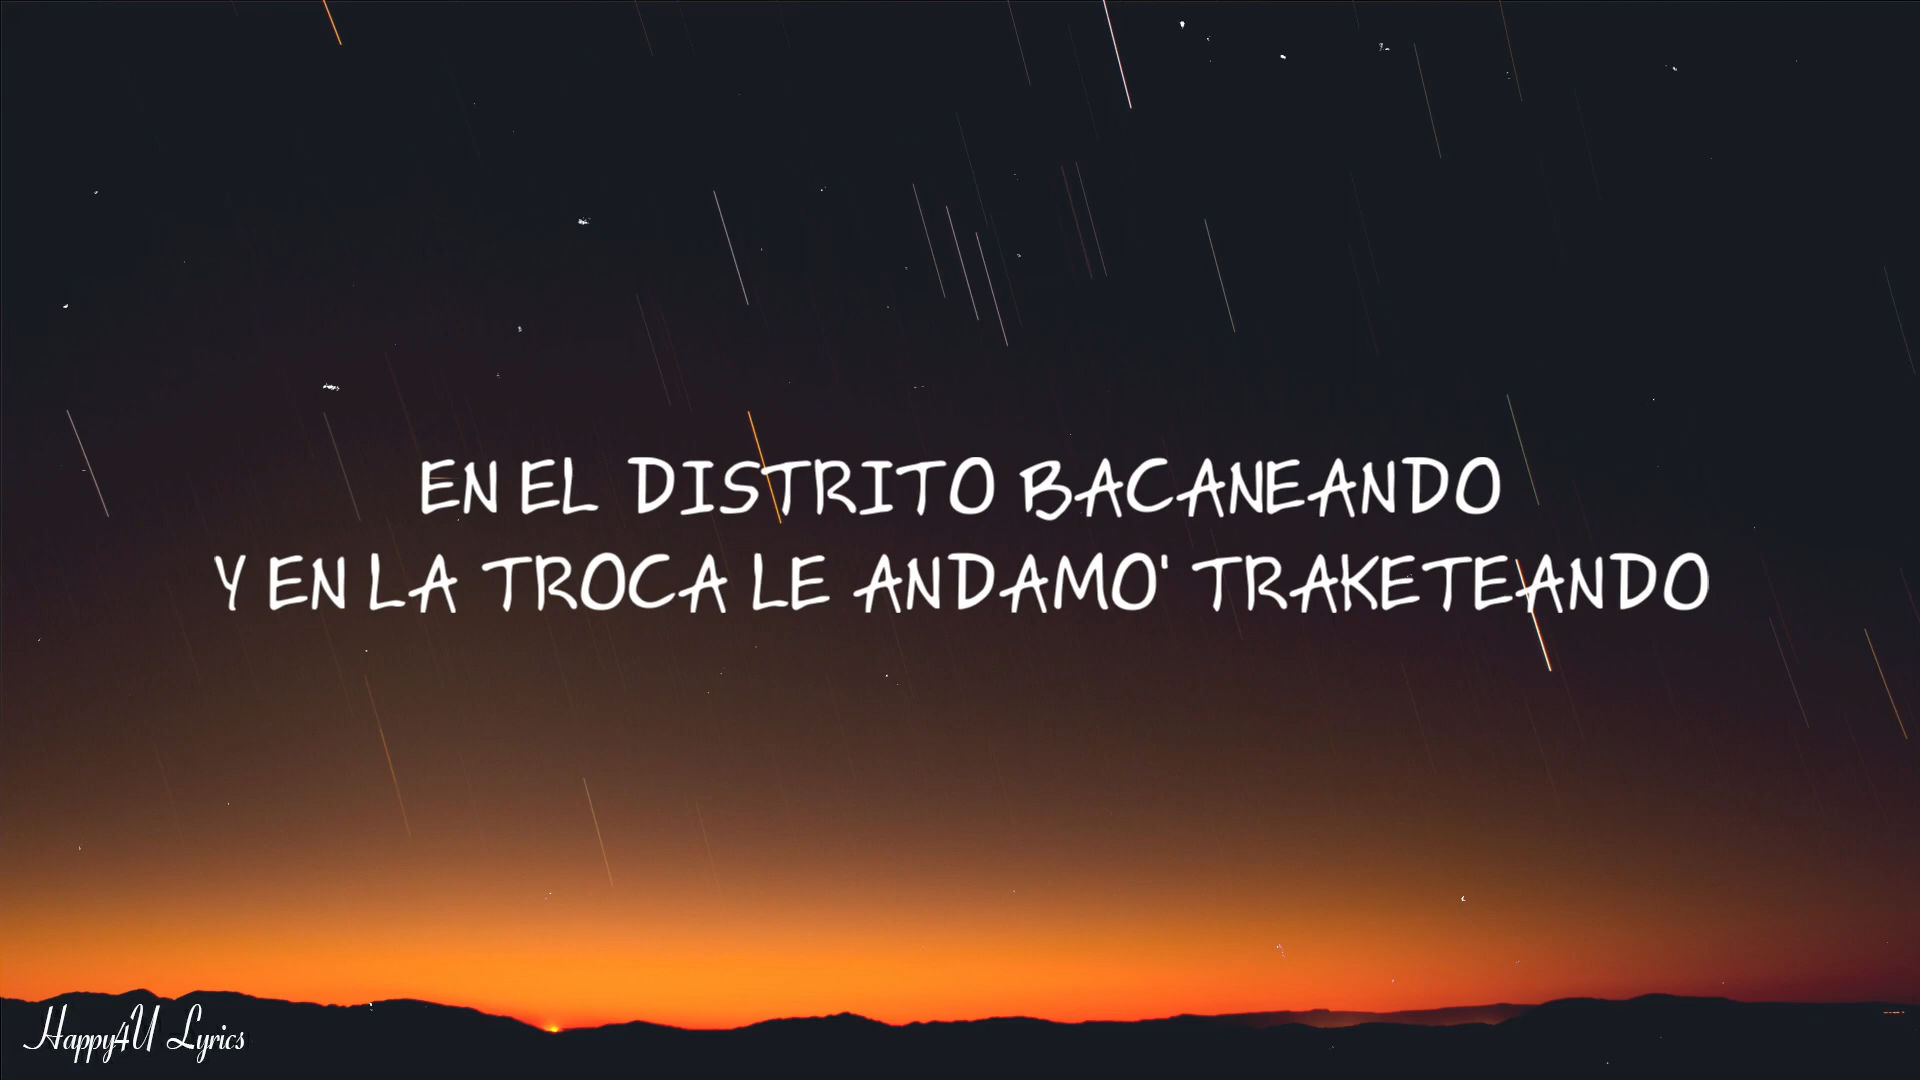 EN EL DISTRITO BACANEANDO
Y EN LA TROCA LE ANDAMO' TRAKETEANDO
Happy4U Lyrics